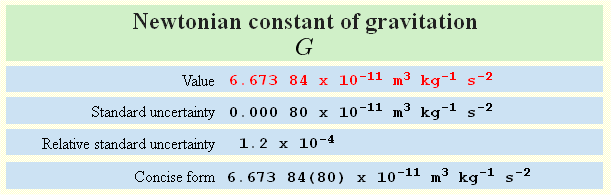 Newtonian constant of gravitation
G
Value 6.673 84 x 10⁻¹¹ m³ kg⁻¹ s⁻²
Standard uncertainty 0.000 80 x 10⁻¹¹ m³ kg⁻¹ s⁻²
Relative standard uncertainty 1.2 x 10⁻⁴
Concise form 6.673 84(80) x 10⁻¹¹ m³ kg⁻¹ s⁻²